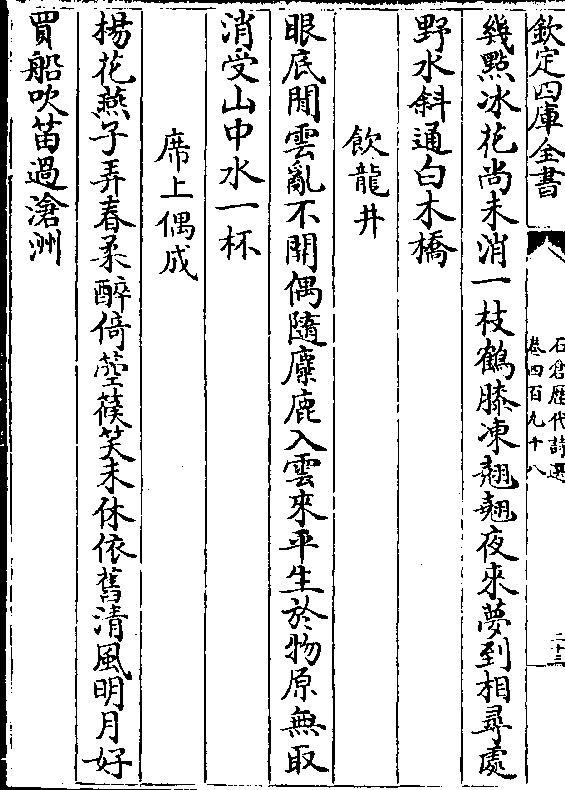 欽定四庫全書
石倉歷代詩選
卷四百九十八
二十三
幾點冰花尚未消一枝鶴膝凍翹翹夜來夢到相尋處
野水斜通白木橋
飲龍井
眼底閒雲亂不開偶隨麋鹿入雲來平生於物原無取
消受山中水一杯
席上偶成
楊花燕子弄春柔醉倚箜篌笑未休依舊清風明月好
買船吹笛過滄洲